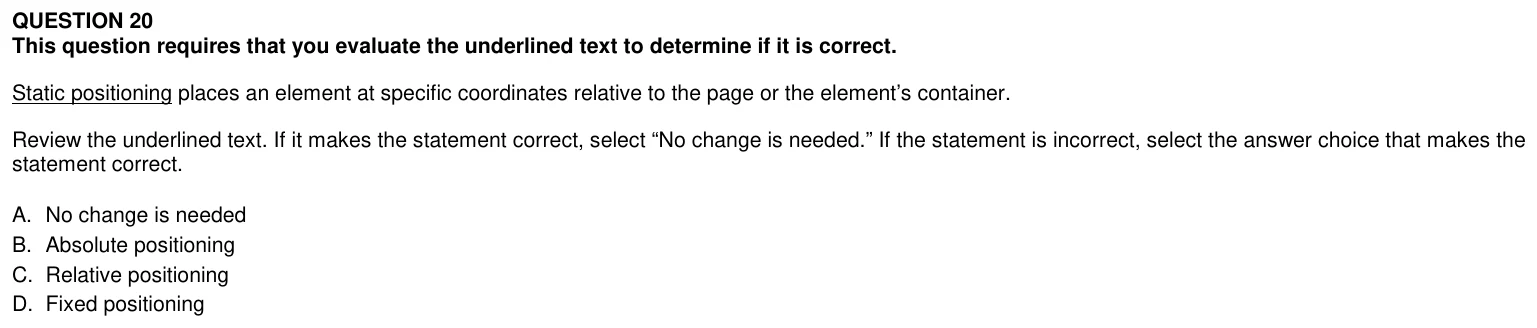 QUESTION 20
This question requires that you evaluate the underlined text to determine if it is correct.
Static positioning places an element at specific coordinates relative to the page or the element’s container.
Review the underlined text. If it makes the statement correct, select “No change is needed.” If the statement is incorrect, select the answer choice that makes the
statement correct.
A. No change is needed
B. Absolute positioning
C. Relative positioning
D. Fixed positioning